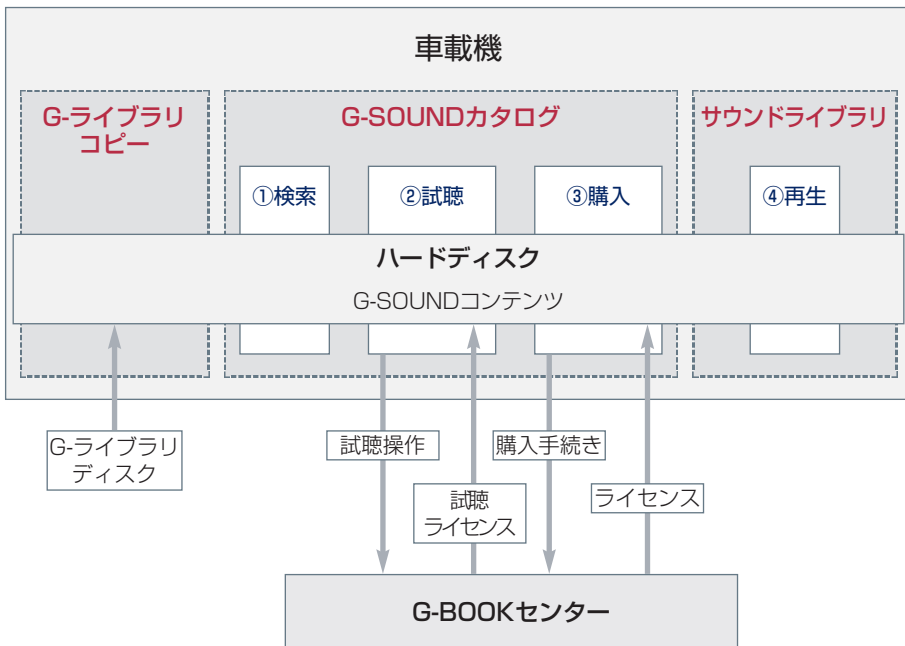 車載機
G-ライブラリ
コピー
G-SOUNDカタログ
サウンドライブラリ
①検索
②試聴
③購入
④再生
ハードディスク
G-SOUNDコンテンツ
G-ライブラリ
ディスク
試聴操作
試聴
ライセンス
購入手続き
ライセンス
G-BOOKセンター